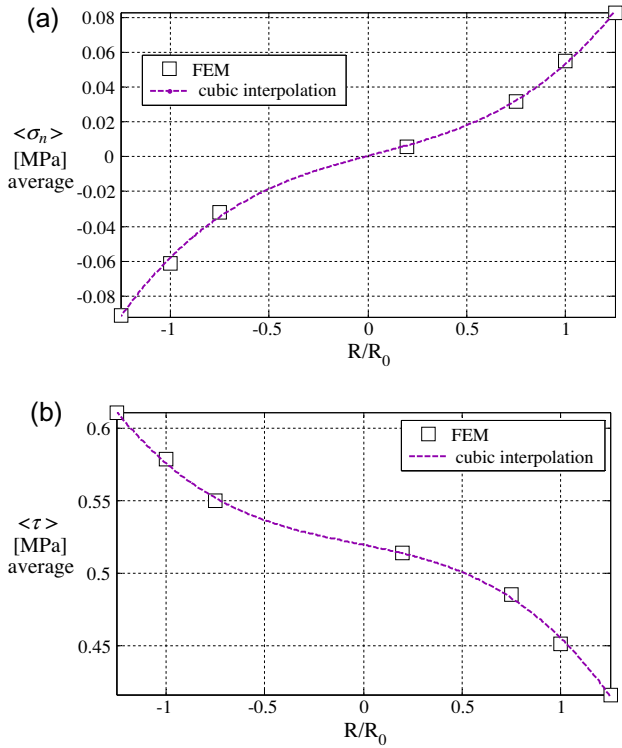 (a)
0.08
0.06
0.04
0.02
0
-0.02
-0.04
-0.06
-0.08
<σn>
[MPa]
average
FEM
cubic interpolation
-1
-0.5
0
0.5
1
R/R0
(b)
0.6
0.55
0.5
0.45
<τ>
[MPa]
average
FEM
cubic interpolation
-1
-0.5
0
0.5
1
R/R0